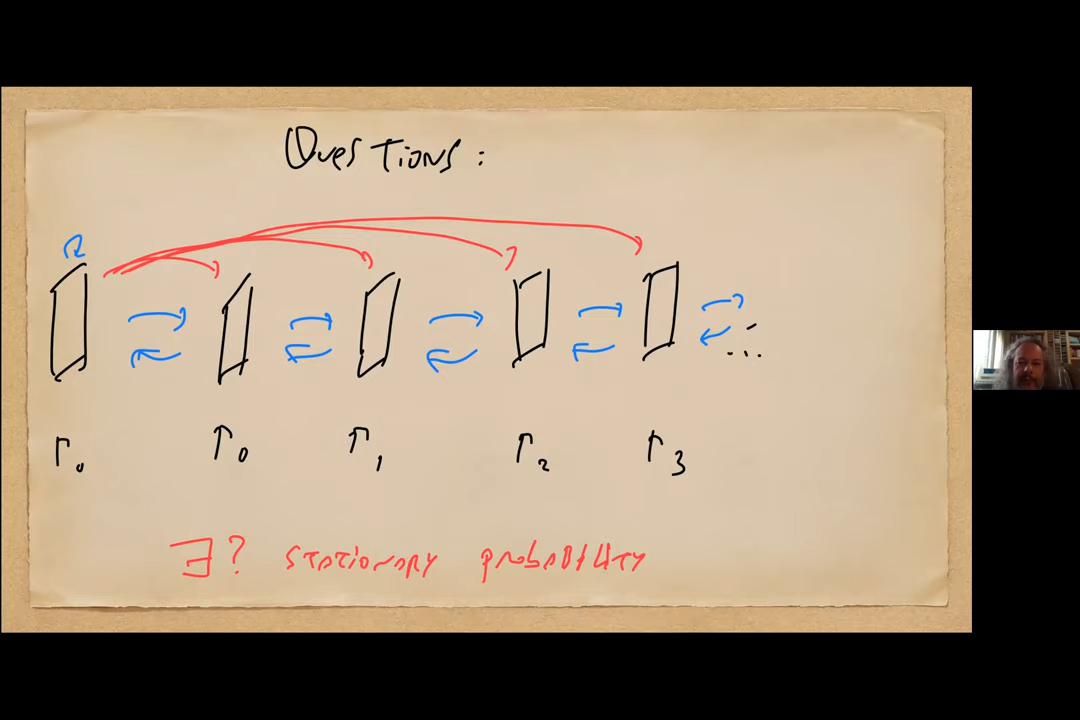 Questions:
Γ₀ Γ₀ Γ₁ Γ₂ Γ₃
...
∃? stationary probability